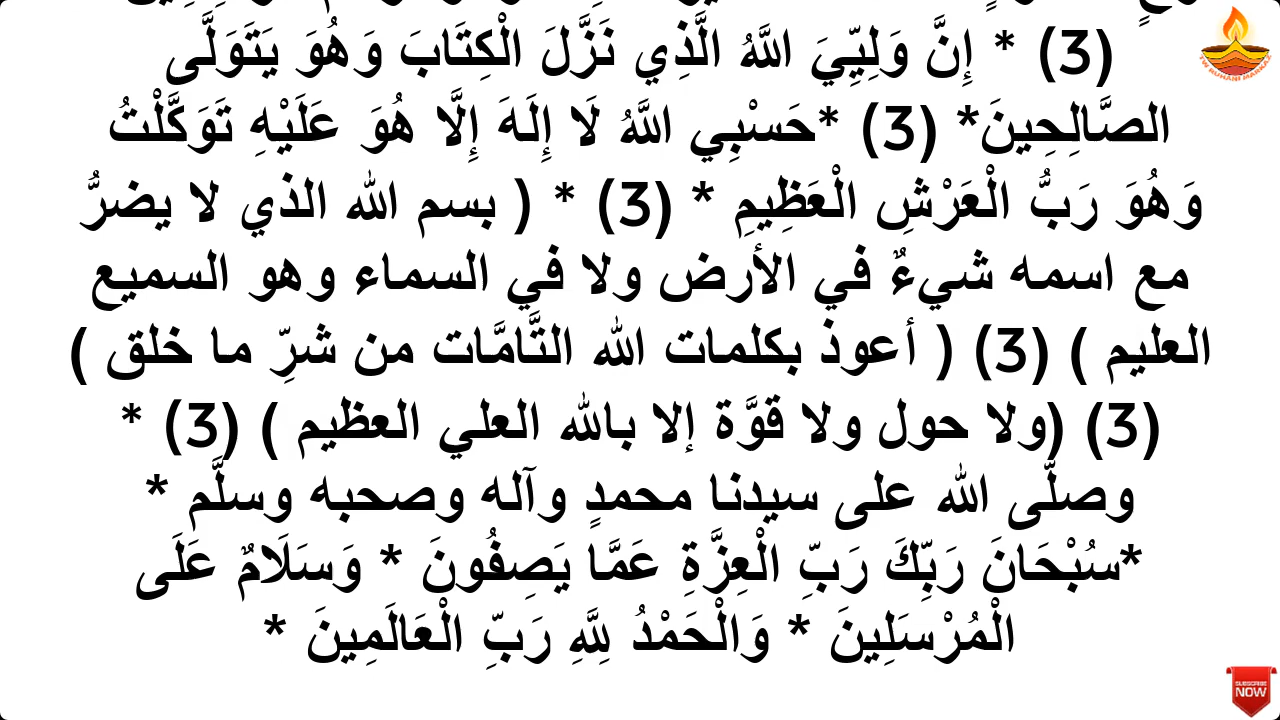 (3) * إِنَّ وَلِيِّيَ اللَّهُ الَّذِي نَزَّلَ الْكِتَابَ وَهُوَ يَتَوَلَّى
الصَّالِحِينَ* (3) *حَسْبِي اللَّهُ لَا إِلَهَ إِلَّا هُوَ عَلَيْهِ تَوَكَّلْتُ
وَهُوَ رَبُّ الْعَرْشِ الْعَظِيمِ * (3) * ( بسم الله الذي لا يضرُّ
مع اسمه شيءٌ في الأرض ولا في السماء وهو السميع
العليم ) (3) ( أعوذ بكلمات الله التَّامَّات من شرِّ ما خلق )
(3) (ولا حول ولا قوَّة إلا بالله العلي العظيم ) (3) *
وصلَّى الله على سيدنا محمدٍ وآله وصحبه وسلَّم *
*سُبْحَانَ رَبِّكَ رَبِّ الْعِزَّةِ عَمَّا يَصِفُونَ * وَسَلَامٌ عَلَى
الْمُرْسَلِينَ * وَالْحَمْدُ لِلَّهِ رَبِّ الْعَالَمِينَ *
SUBSCRIBE
NOW